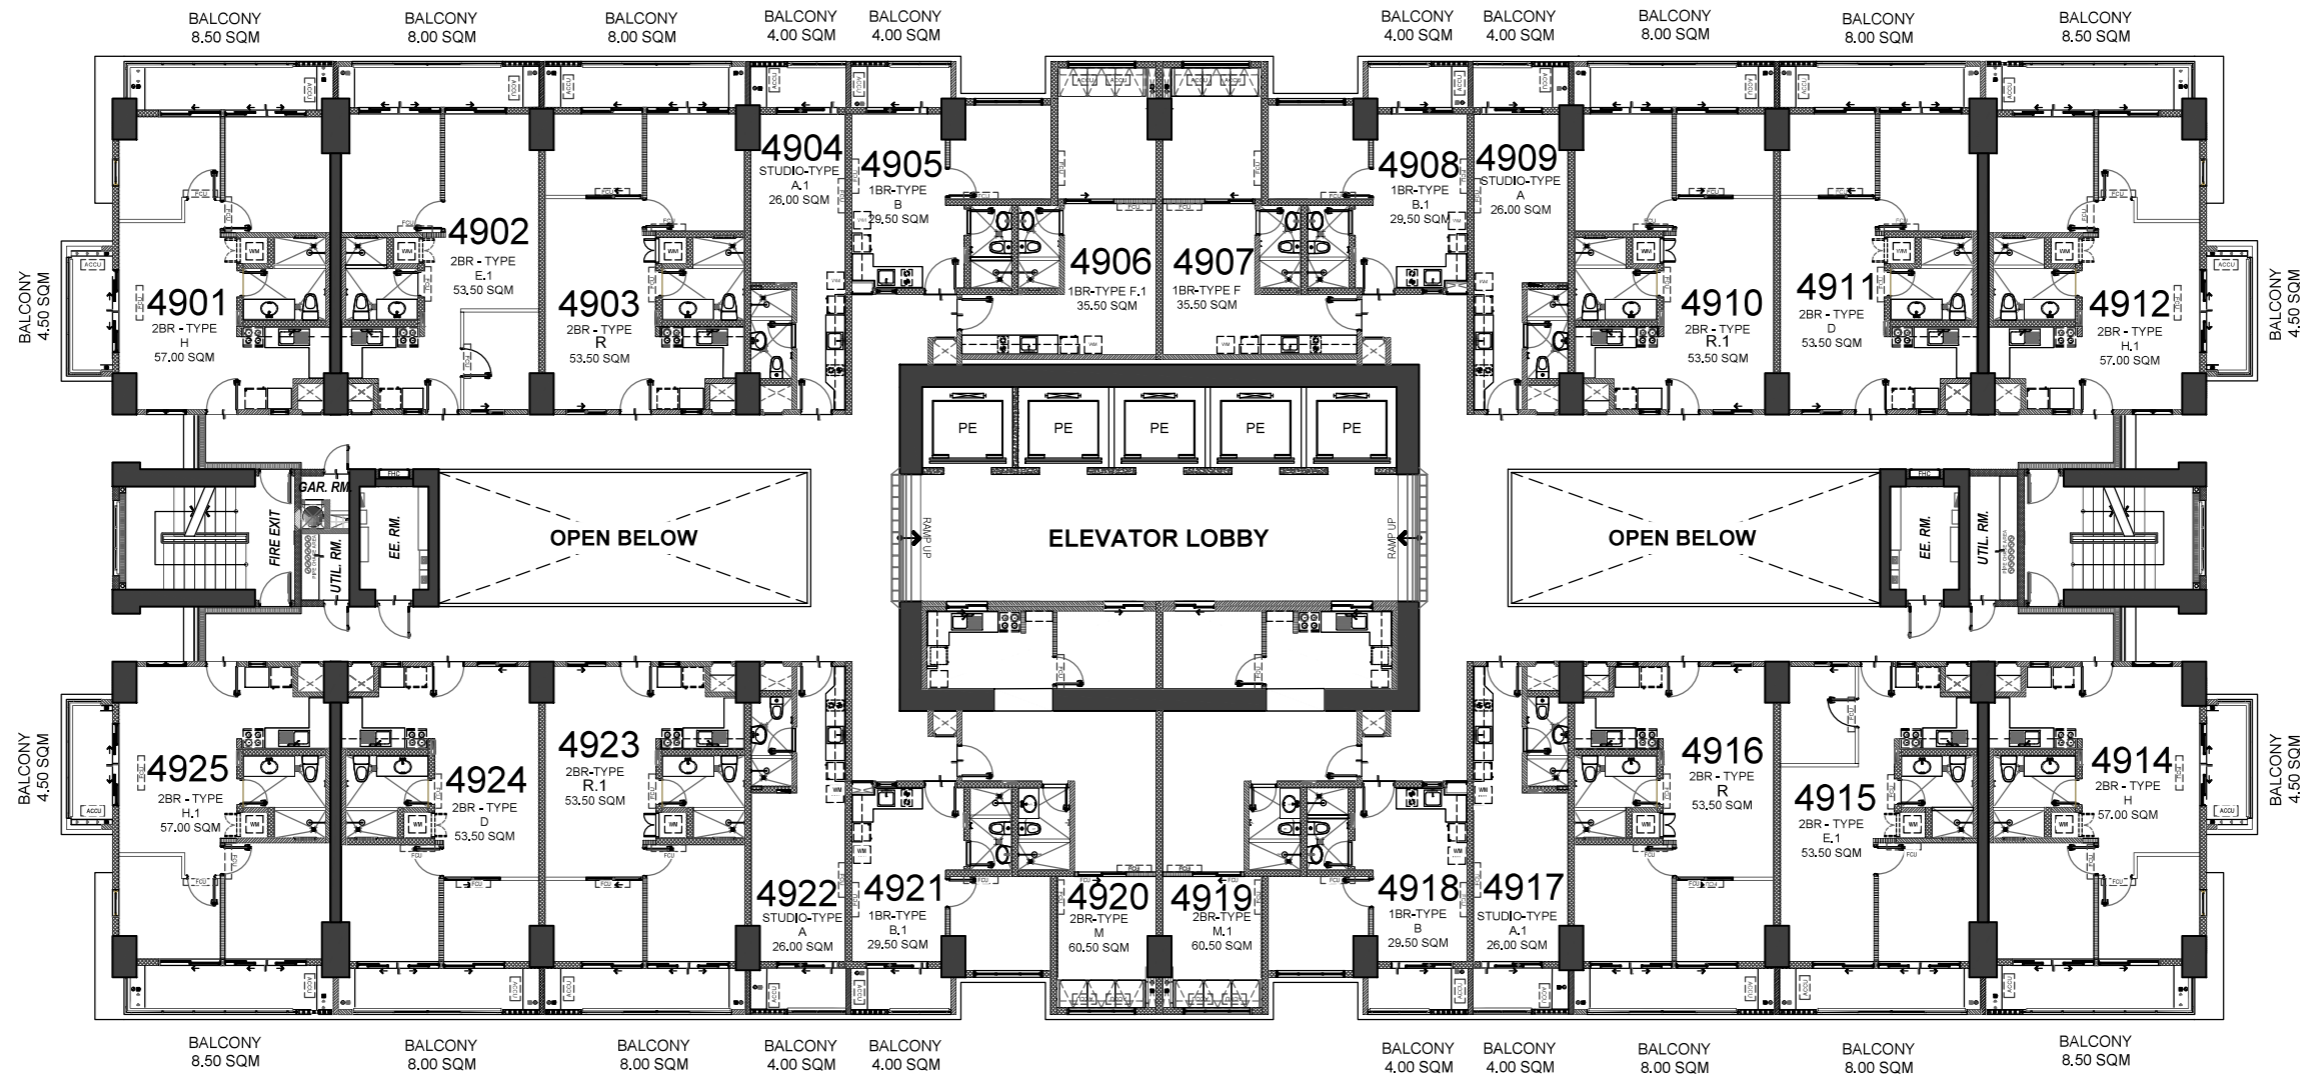 BALCONY
8.50 SQM
BALCONY
8.00 SQM
BALCONY
8.00 SQM
BALCONY
4.00 SQM
BALCONY
4.00 SQM
BALCONY
4.00 SQM
BALCONY
4.00 SQM
BALCONY
8.00 SQM
BALCONY
8.00 SQM
BALCONY
8.50 SQM
BALCONY
4.50 SQM
4901
2BR - TYPE
H
57.00 SQM
4902
2BR - TYPE
E.1
53.50 SQM
4903
2BR - TYPE
R
53.50 SQM
4904
STUDIO-TYPE
A.1
26.00 SQM
4905
1BR-TYPE
B
29.50 SQM
4906
1BR-TYPE F.1
35.50 SQM
4907
1BR-TYPE F
35.50 SQM
4908
1BR-TYPE
B.1
29.50 SQM
4909
STUDIO-TYPE
A
26.00 SQM
4910
2BR - TYPE
R.1
53.50 SQM
4911
2BR - TYPE
D
53.50 SQM
4912
2BR - TYPE
H.1
57.00 SQM
BALCONY
4.50 SQM
PE
PE
PE
PE
PE
FIRE EXIT
GAR. RM.
UTIL. RM.
FHC
EE. RM.
OPEN BELOW
RAMP UP
ELEVATOR LOBBY
RAMP UP
OPEN BELOW
FHC
EE. RM.
UTIL. RM.
BALCONY
4.50 SQM
4925
2BR - TYPE
H.1
57.00 SQM
4924
2BR - TYPE
D
53.50 SQM
4923
2BR-TYPE
R.1
53.50 SQM
4922
STUDIO-TYPE
A
26.00 SQM
4921
1BR-TYPE
B.1
29.50 SQM
4920
2BR-TYPE
M
60.50 SQM
4919
2BR-TYPE
M.1
60.50 SQM
4918
1BR-TYPE
B
29.50 SQM
4917
STUDIO-TYPE
A.1
26.00 SQM
4916
2BR - TYPE
R
53.50 SQM
4915
2BR - TYPE
E.1
53.50 SQM
4914
2BR - TYPE
H
57.00 SQM
BALCONY
4.50 SQM
BALCONY
8.50 SQM
BALCONY
8.00 SQM
BALCONY
8.00 SQM
BALCONY
4.00 SQM
BALCONY
4.00 SQM
BALCONY
4.00 SQM
BALCONY
4.00 SQM
BALCONY
8.00 SQM
BALCONY
8.00 SQM
BALCONY
8.50 SQM